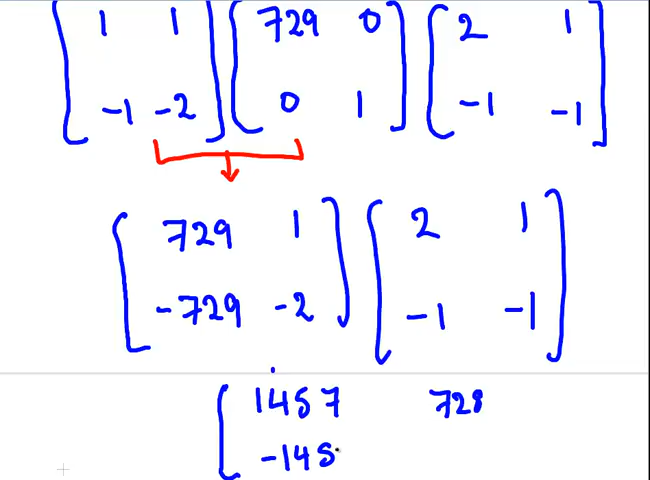 [ 1 1 ] [ 729 0 ] [ 2 1 ]
[ -1 -2 ] [ 0 1 ] [ -1 -1 ]
[ 729 1 ] [ 2 1 ]
[ -729 -2 ] [ -1 -1 ]
[ 1457 728
[ -145